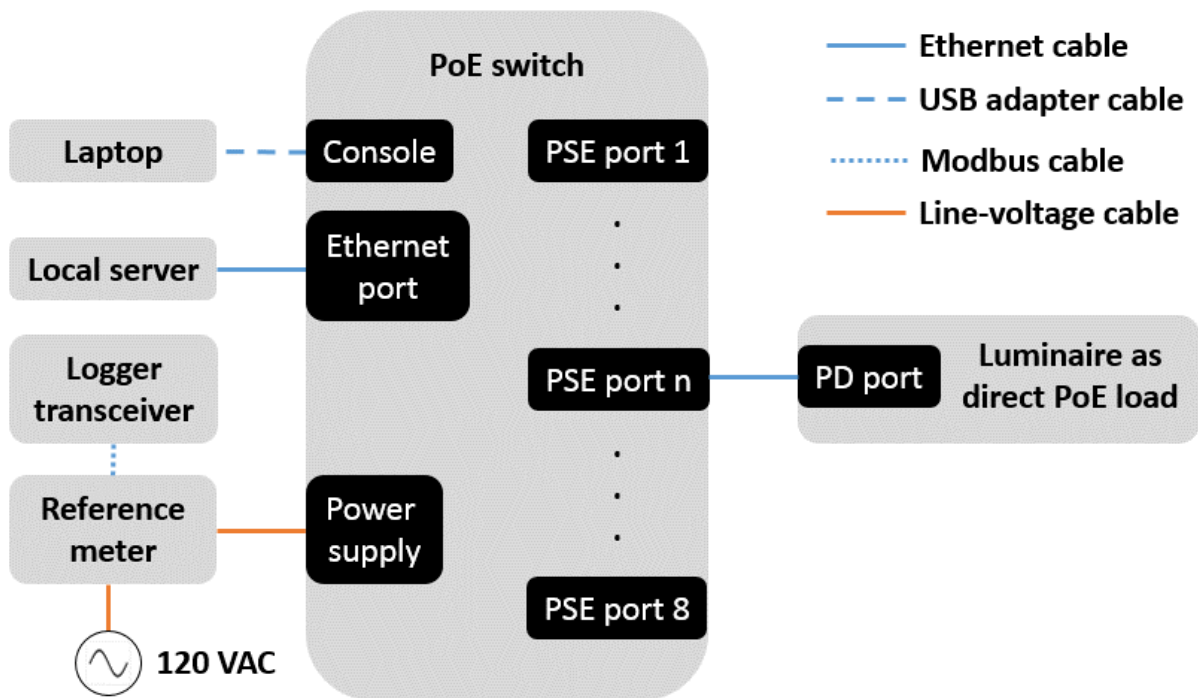 PoE switch
Ethernet cable
USB adapter cable
Modbus cable
Line-voltage cable
Laptop
Console
PSE port 1
Local server
Ethernet
port
Logger
transceiver
PSE port n
PD port
Luminaire as
direct PoE load
Reference
meter
Power
supply
PSE port 8
120 VAC